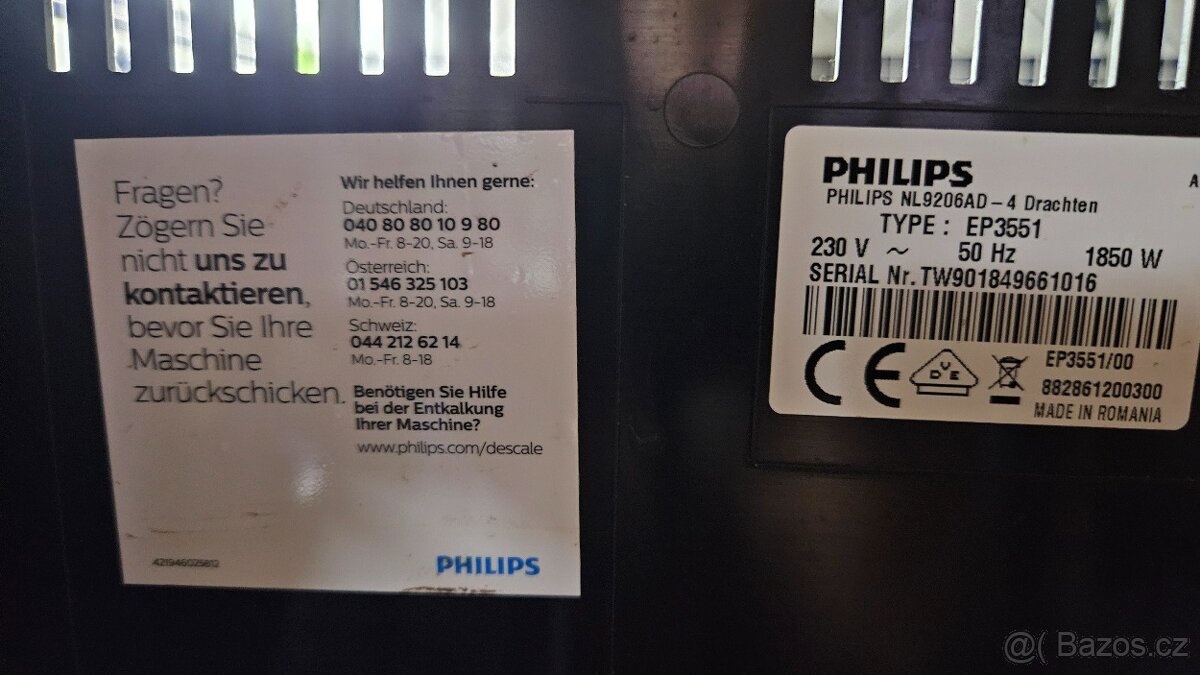 Fragen?
Zögern Sie
nicht uns zu
kontaktieren,
bevor Sie Ihre
Maschine
zurückschicken.
Wir helfen Ihnen gerne:
Deutschland:
040 80 80 10 9 80
Mo.-Fr. 8-20, Sa. 9-18
Österreich:
01 546 325 103
Mo.-Fr. 8-20, Sa. 9-18
Schweiz:
044 212 62 14
Mo.-Fr. 8-18
Benötigen Sie Hilfe
bei der Entkalkung
Ihrer Maschine?
www.philips.com/descale
421946025812
PHILIPS
PHILIPS
A
PHILIPS NL9206AD-4 Drachten
TYPE: EP3551
230 V ~ 50 Hz 1850 W
SERIAL Nr. TW901849661016
CE
DVE
EP3551/00
882861200300
MADE IN ROMANIA
@( Bazos.cz